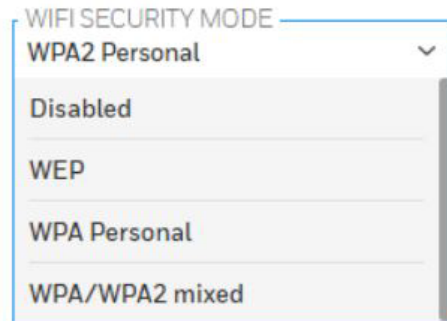 WIFI SECURITY MODE
WPA2 Personal
Disabled
WEP
WPA Personal
WPA/WPA2 mixed